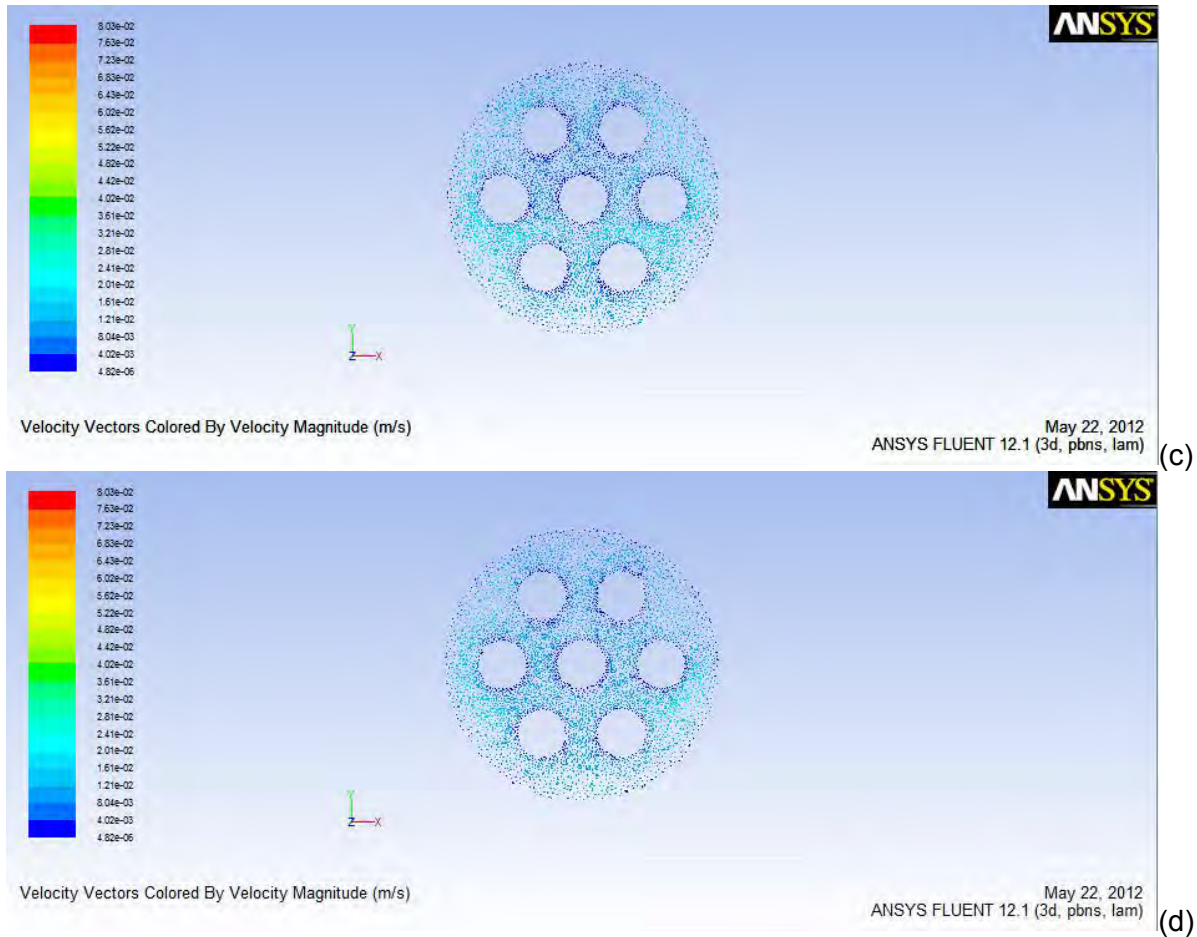 ANSYS
8.03e-02
7.63e-02
7.23e-02
6.83e-02
6.43e-02
6.02e-02
5.62e-02
5.22e-02
4.82e-02
4.42e-02
4.02e-02
3.61e-02
3.21e-02
2.81e-02
2.41e-02
2.01e-02
1.61e-02
1.21e-02
8.04e-03
4.02e-03
4.82e-06
Y
Z X
Velocity Vectors Colored By Velocity Magnitude (m/s)
May 22, 2012
ANSYS FLUENT 12.1 (3d, pbns, lam)
(c)
ANSYS
8.03e-02
7.63e-02
7.23e-02
6.83e-02
6.43e-02
6.02e-02
5.62e-02
5.22e-02
4.82e-02
4.42e-02
4.02e-02
3.61e-02
3.21e-02
2.81e-02
2.41e-02
2.01e-02
1.61e-02
1.21e-02
8.04e-03
4.02e-03
4.82e-06
Y
Z X
Velocity Vectors Colored By Velocity Magnitude (m/s)
May 22, 2012
ANSYS FLUENT 12.1 (3d, pbns, lam)
(d)